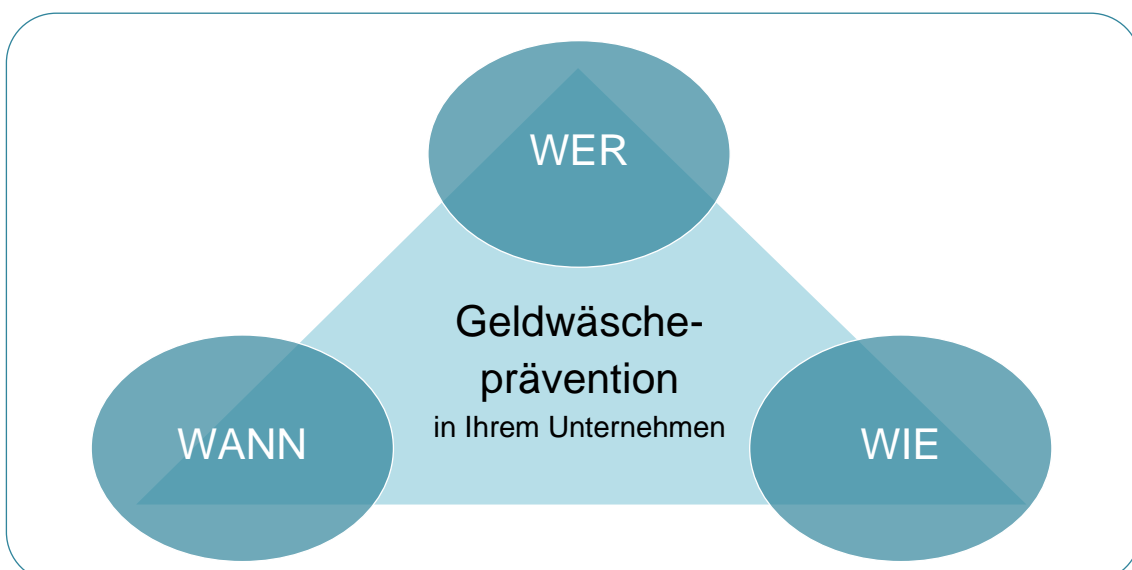 WER
Geldwäsche-
prävention
in Ihrem Unternehmen
WANN
WIE